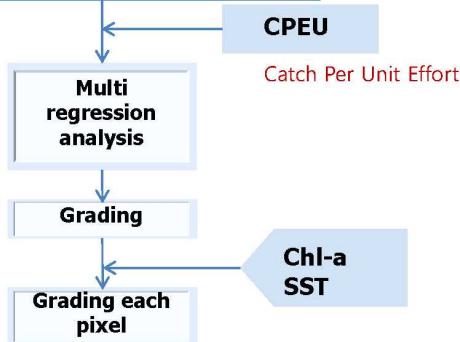 CPEU
Catch Per Unit Effort
Multi
regression
analysis
Grading
Chl-a
SST
Grading each
pixel